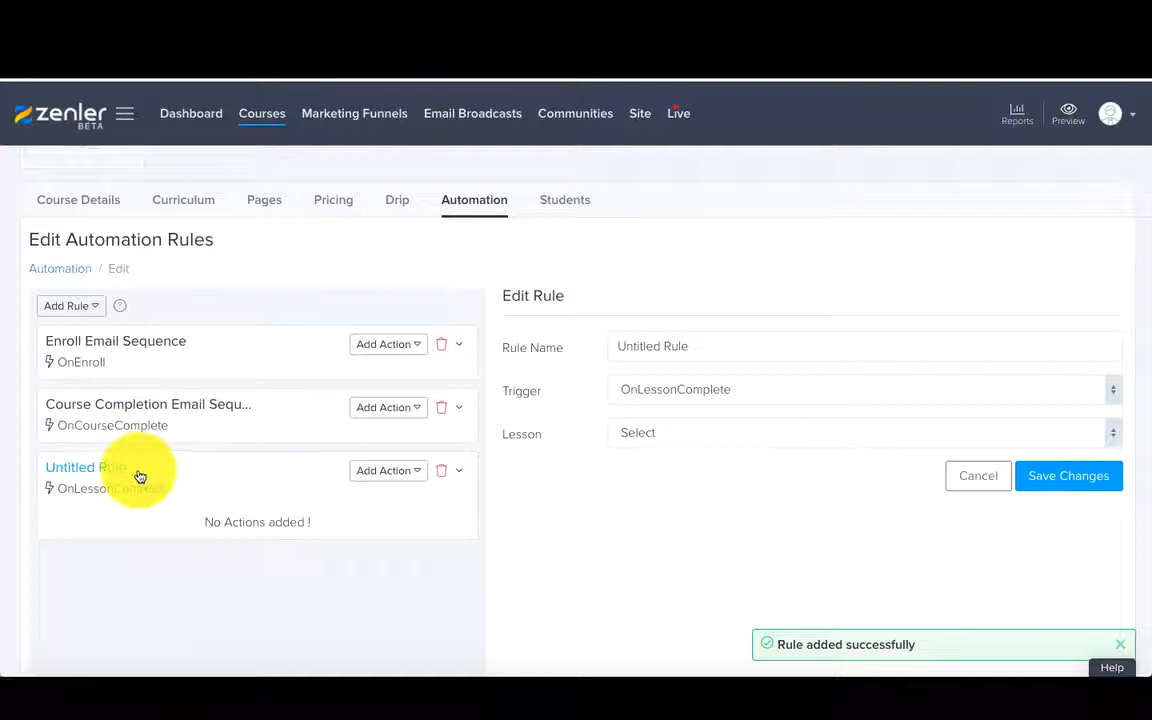 zenler
BETA
Dashboard Courses Marketing Funnels Email Broadcasts Communities Site Live
Reports Preview
Course Details Curriculum Pages Pricing Drip Automation Students
Edit Automation Rules
Automation / Edit
Add Rule ?
Enroll Email Sequence
OnEnroll
Add Action
Course Completion Email Sequ...
OnCourseComplete
Add Action
Untitled Rule
OnLessonComplete
Add Action
No Actions added !
Edit Rule
Rule Name Untitled Rule
Trigger OnLessonComplete
Lesson Select
Cancel Save Changes
Rule added successfully
Help